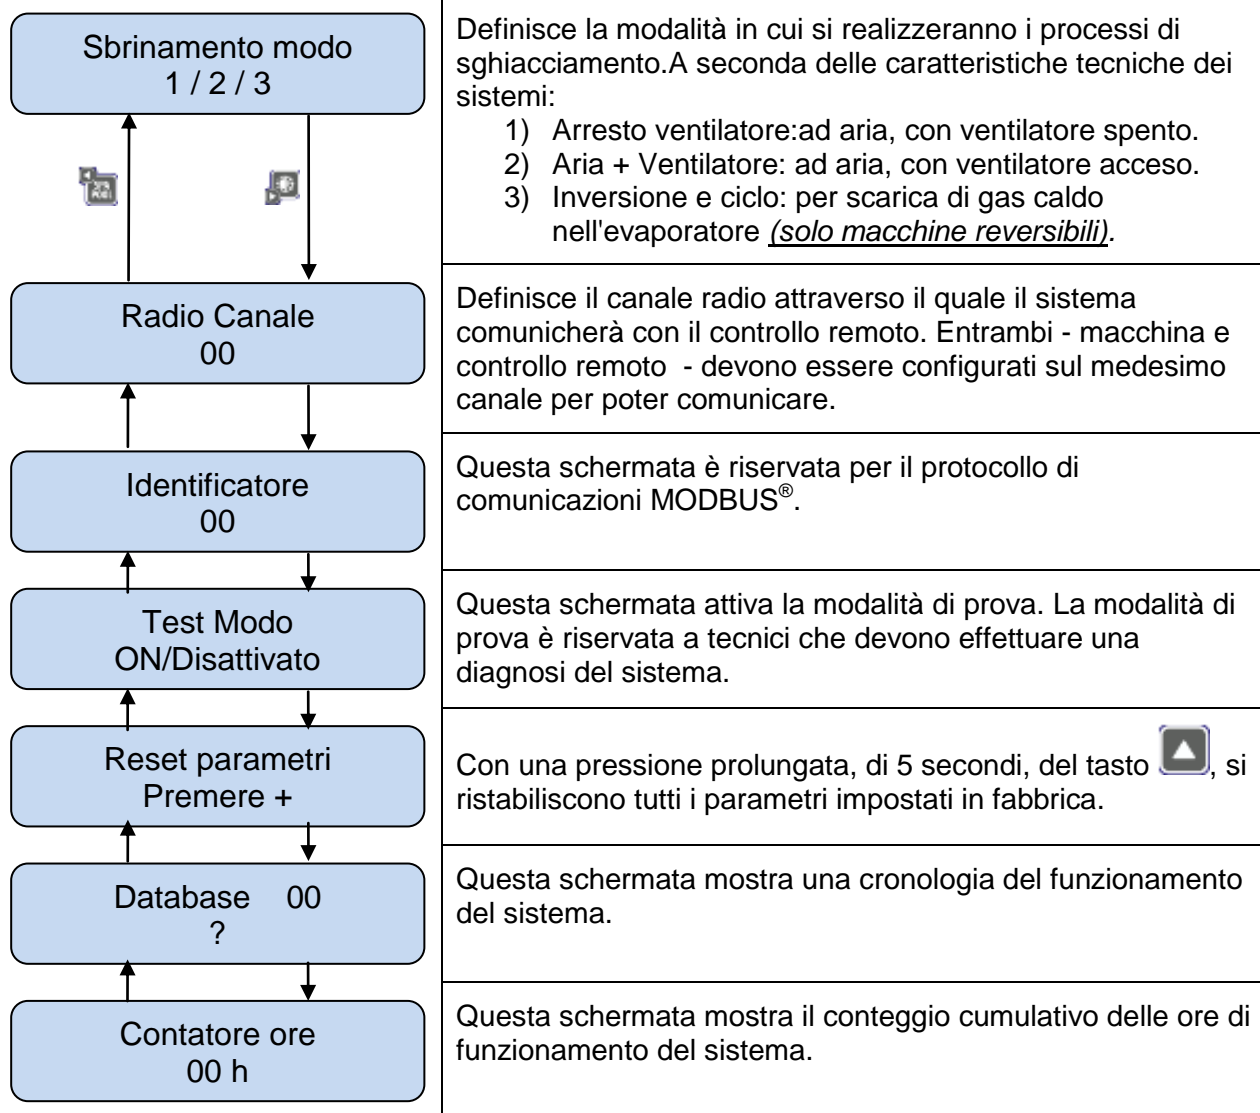 Sbrinamento modo
1 / 2 / 3
Definisce la modalità in cui si realizzeranno i processi di
sghiacciamento.A seconda delle caratteristiche tecniche dei
sistemi:
1) Arresto ventilatore:ad aria, con ventilatore spento.
2) Aria + Ventilatore: ad aria, con ventilatore acceso.
3) Inversione e ciclo: per scarica di gas caldo
nell'evaporatore (solo macchine reversibili).
Radio Canale
00
Definisce il canale radio attraverso il quale il sistema
comunicherà con il controllo remoto. Entrambi - macchina e
controllo remoto - devono essere configurati sul medesimo
canale per poter comunicare.
Identificatore
00
Questa schermata è riservata per il protocollo di
comunicazioni MODBUS®.
Test Modo
ON/Disattivato
Questa schermata attiva la modalità di prova. La modalità di
prova è riservata a tecnici che devono effettuare una
diagnosi del sistema.
Reset parametri
Premere +
Con una pressione prolungata, di 5 secondi, del tasto , si
ristabiliscono tutti i parametri impostati in fabbrica.
Database 00
?
Questa schermata mostra una cronologia del funzionamento
del sistema.
Contatore ore
00 h
Questa schermata mostra il conteggio cumulativo delle ore di
funzionamento del sistema.